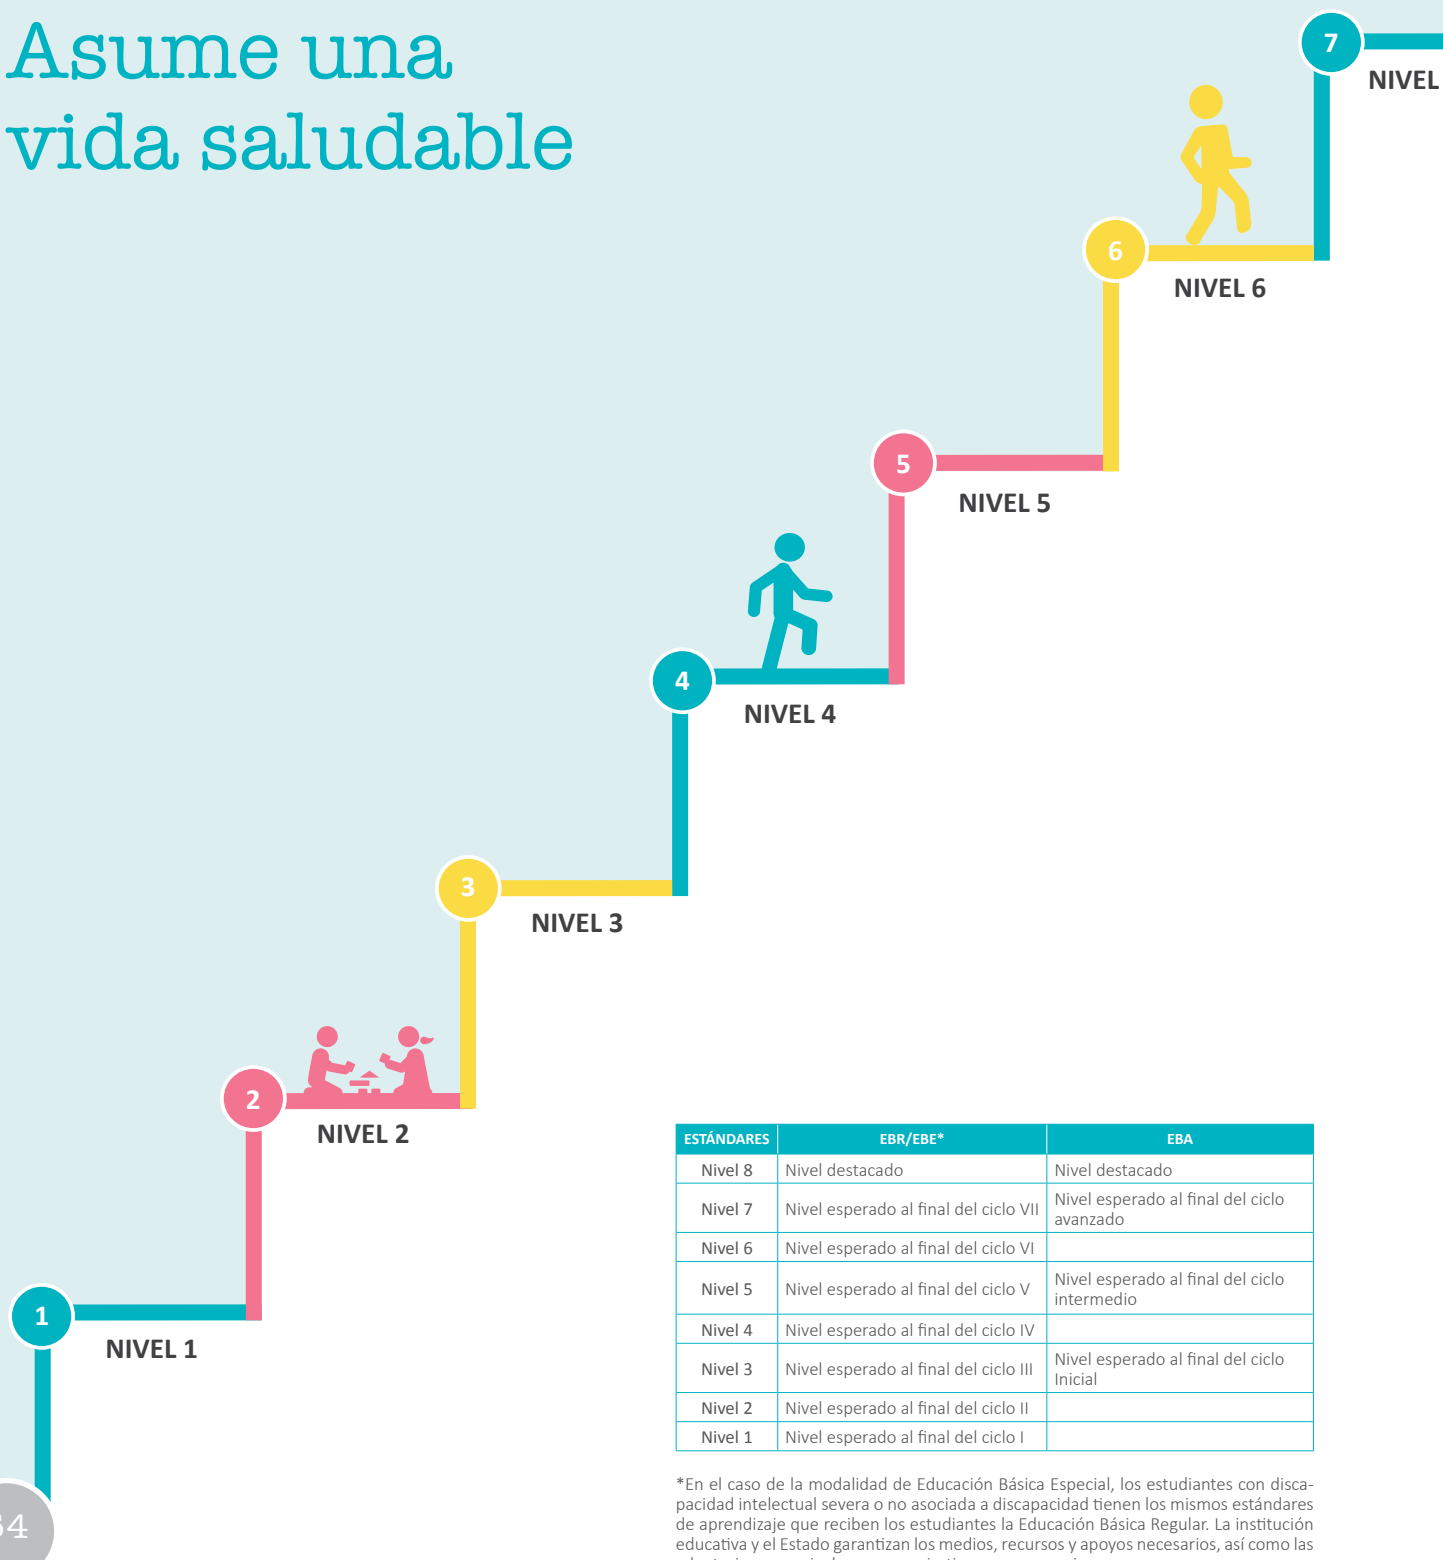 Asume una
vida saludable
7
NIVEL
6
NIVEL 6
5
NIVEL 5
4
NIVEL 4
3
NIVEL 3
2
NIVEL 2
1
NIVEL 1
ESTÁNDARES EBR/EBE* EBA
Nivel 8 Nivel destacado Nivel destacado
Nivel 7 Nivel esperado al final del ciclo VII Nivel esperado al final del ciclo
avanzado
Nivel 6 Nivel esperado al final del ciclo VI
Nivel 5 Nivel esperado al final del ciclo V Nivel esperado al final del ciclo
intermedio
Nivel 4 Nivel esperado al final del ciclo IV
Nivel 3 Nivel esperado al final del ciclo III Nivel esperado al final del ciclo
Inicial
Nivel 2 Nivel esperado al final del ciclo II
Nivel 1 Nivel esperado al final del ciclo I
*En el caso de la modalidad de Educación Básica Especial, los estudiantes con disca-
pacidad intelectual severa o no asociada a discapacidad tienen los mismos estándares
de aprendizaje que reciben los estudiantes la Educación Básica Regular. La institución
educativa y el Estado garantizan los medios, recursos y apoyos necesarios, así como las